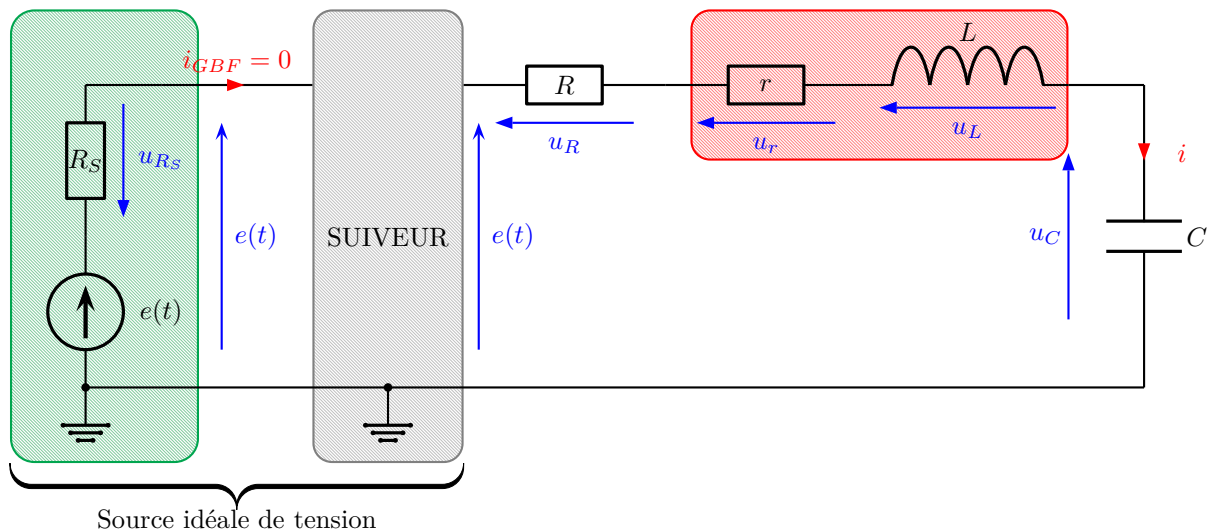 L
i_{GBF} = 0
R
r
u_R
u_r
u_L
R_S
u_{R_S}
i
e(t)
SUIVEUR
e(t)
u_C
C
e(t)
Source idéale de tension